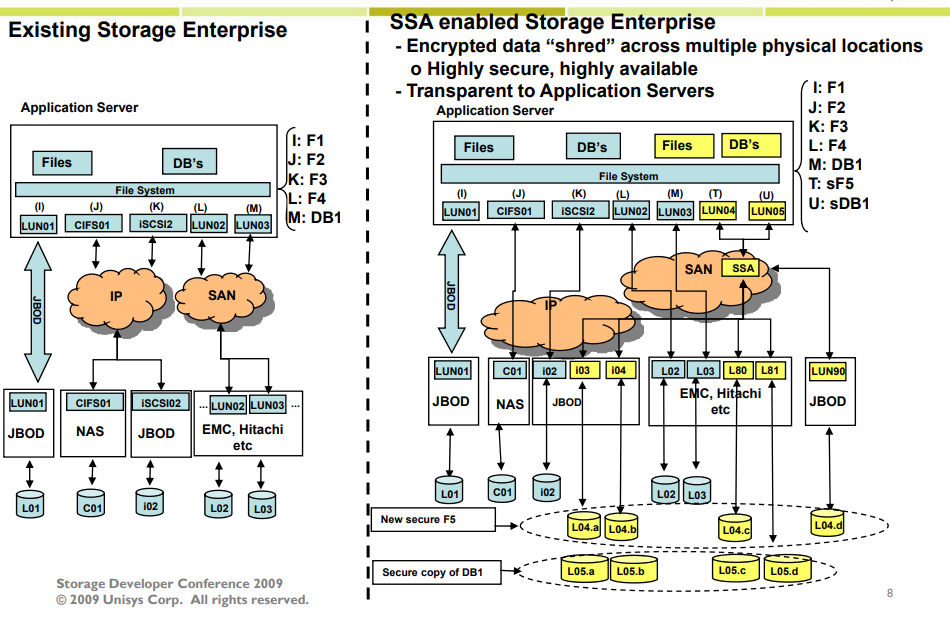 Existing Storage Enterprise
Application Server
Files
DB's
File System
(I)
(J)
(K)
(L)
(M)
LUN01
CIFS01
iSCSI2
LUN02
LUN03
I: F1
J: F2
K: F3
L: F4
M: DB1
JBOD
IP
SAN
LUN01
JBOD
CIFS01
NAS
iSCSI02
JBOD
... LUN02 LUN03 ...
EMC, Hitachi
etc
L01
C01
i02
L02
L03
Storage Developer Conference 2009
© 2009 Unisys Corp. All rights reserved.
SSA enabled Storage Enterprise
- Encrypted data “shred” across multiple physical locations
o Highly secure, highly available
- Transparent to Application Servers
Application Server
Files
DB's
Files
DB's
File System
(I)
(J)
(K)
(L)
(M)
(T)
(U)
LUN01
CIFS01
iSCSI2
LUN02
LUN03
LUN04
LUN05
I: F1
J: F2
K: F3
L: F4
M: DB1
T: sF5
U: sDB1
JBOD
IP
SAN
SSA
LUN01
JBOD
C01
NAS
i02
i03
i04
JBOD
L02
L03
L80
L81
EMC, Hitachi
etc
LUN90
JBOD
L01
C01
i02
L02
L03
New secure F5
L04.a
L04.b
L04.c
L04.d
Secure copy of DB1
L05.a
L05.b
L05.c
L05.d
8